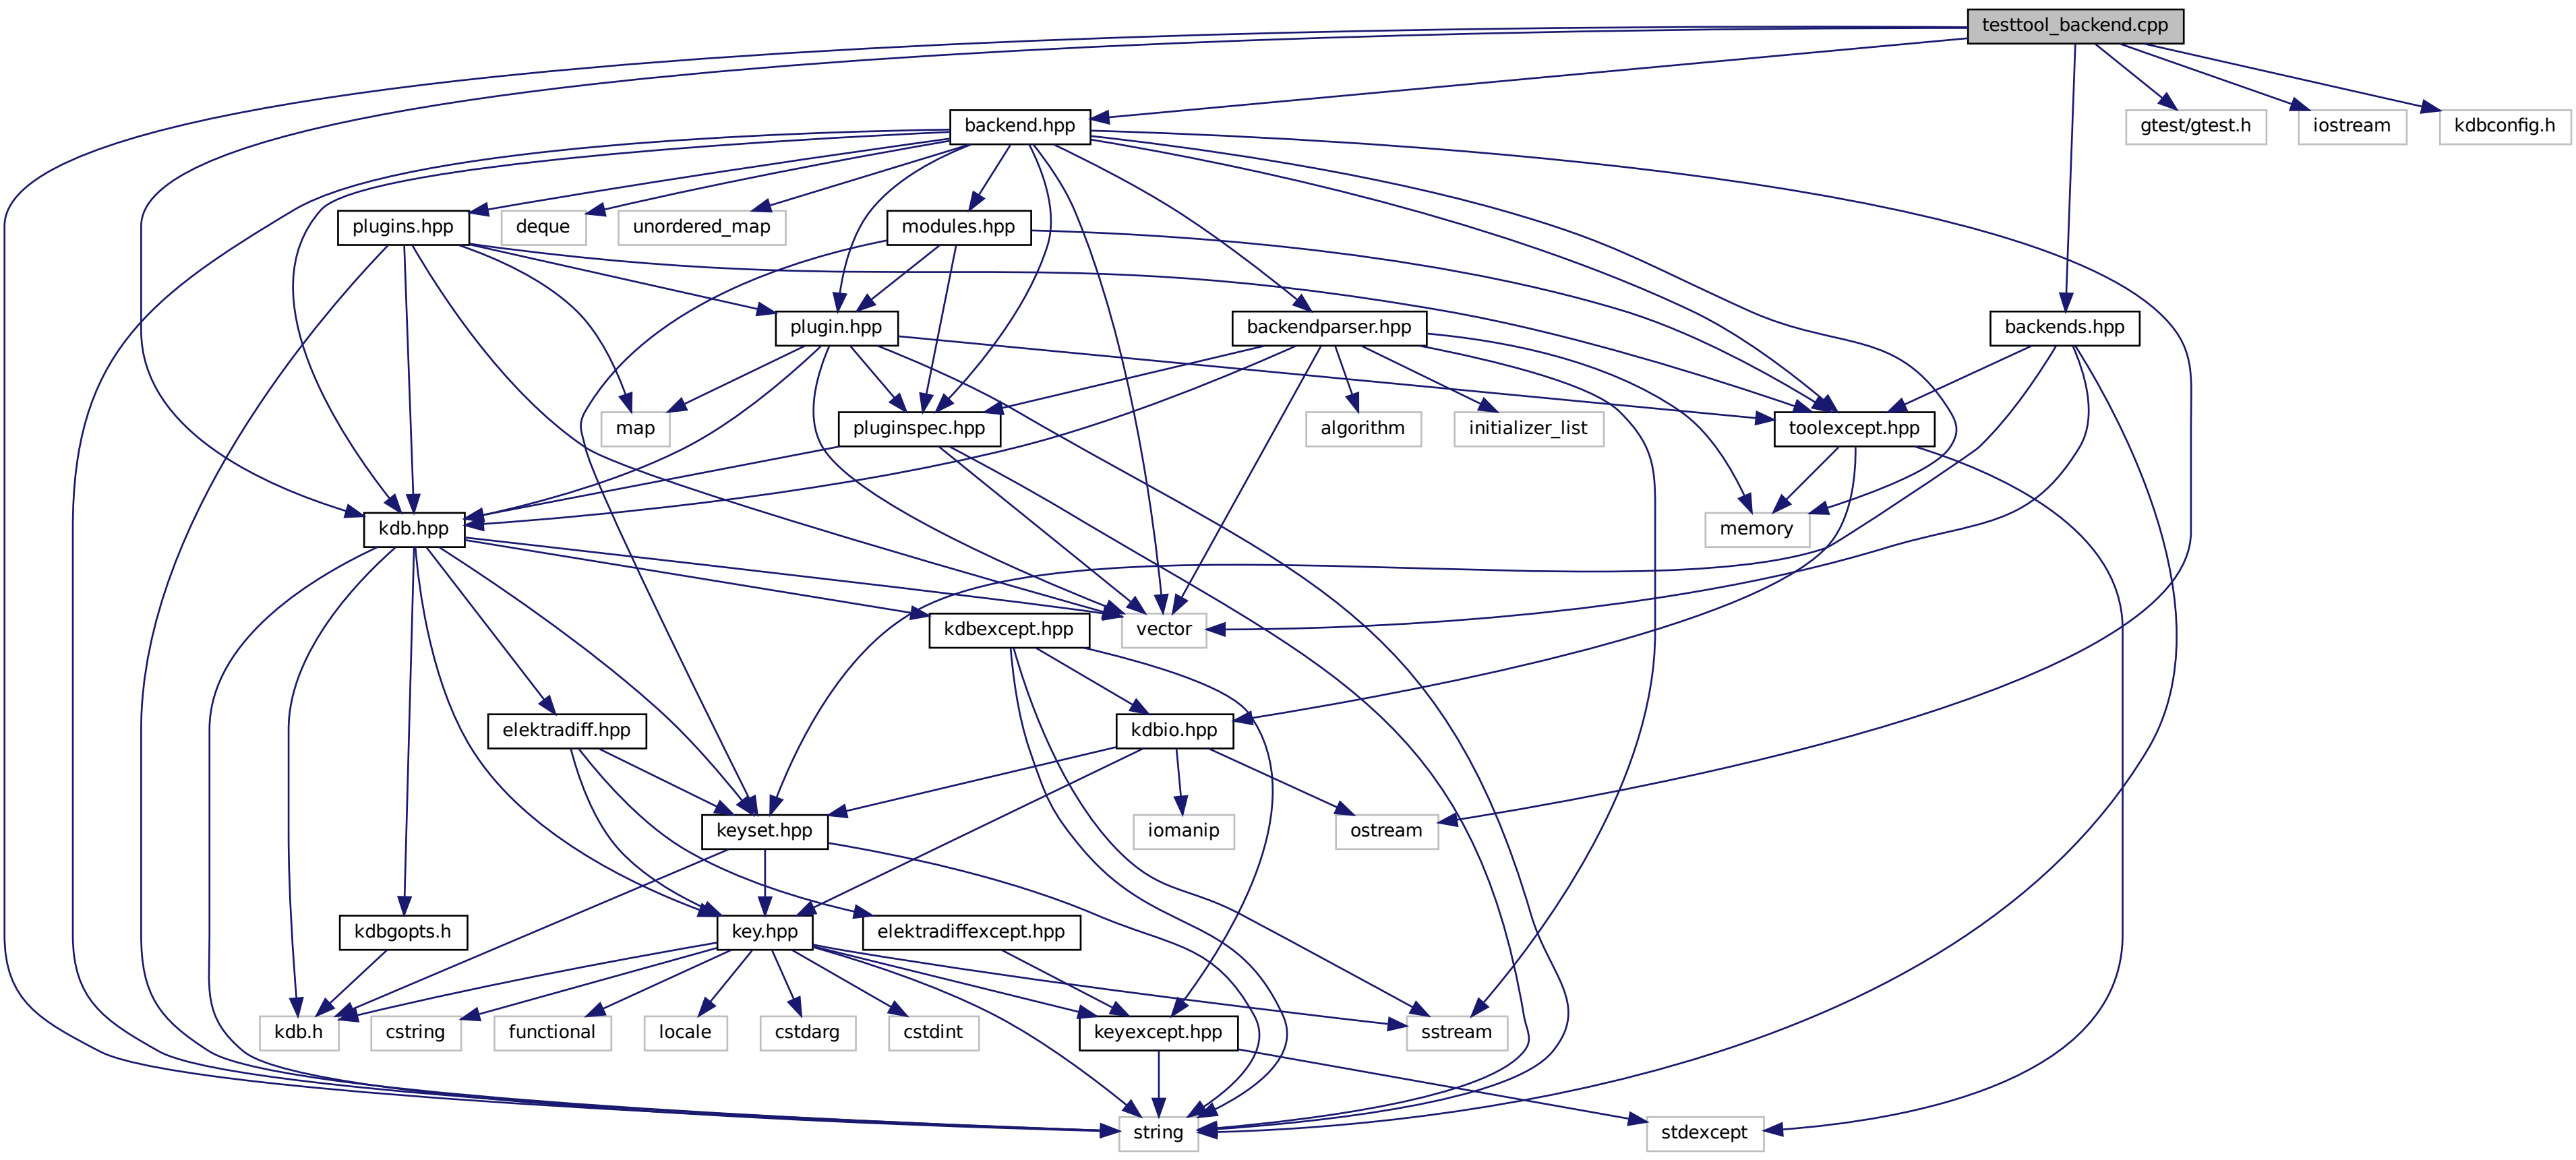 testtool_backend.cpp
backend.hpp
gtest/gtest.h
iostream
kdbconfig.h
plugins.hpp
deque
unordered_map
modules.hpp
plugin.hpp
backendparser.hpp
backends.hpp
map
pluginspec.hpp
algorithm
initializer_list
toolexcept.hpp
kdb.hpp
memory
kdbexcept.hpp
vector
elektradiff.hpp
kdbio.hpp
keyset.hpp
iomanip
ostream
kdbgopts.h
key.hpp
elektradiffexcept.hpp
kdb.h
cstring
functional
locale
cstdarg
cstdint
keyexcept.hpp
sstream
string
stdexcept